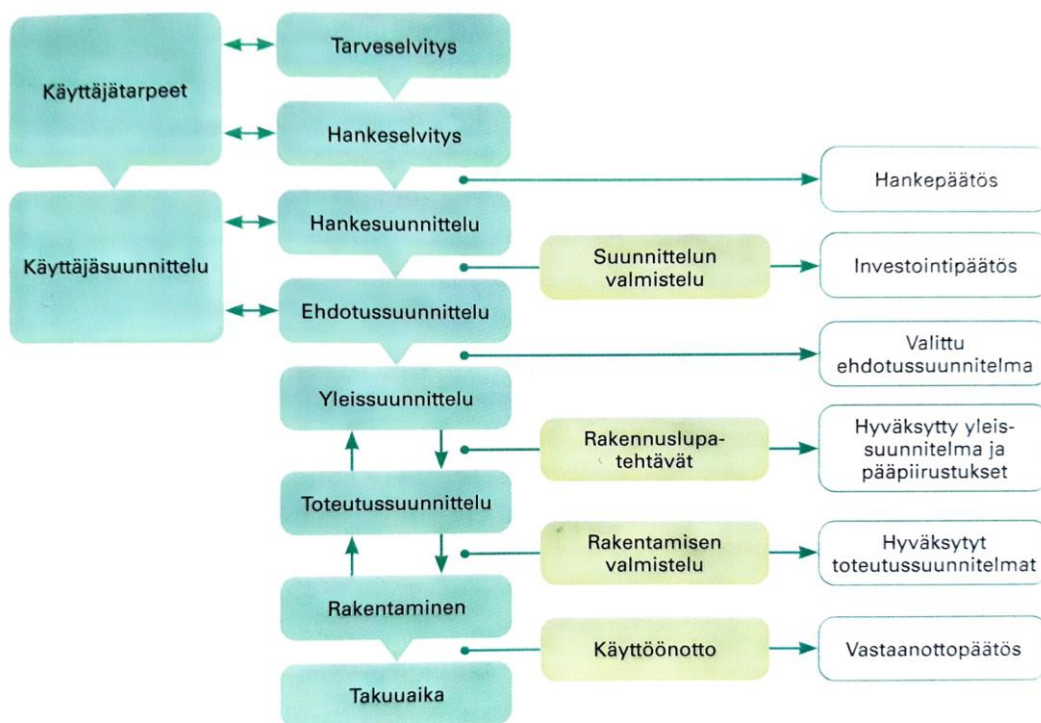 Käyttäjätarpeet
Tarveselvitys
Hankeselvitys
Hankepäätös
Käyttäjäsuunnittelu
Hankesuunnittelu
Suunnittelun
valmistelu
Investointipäätös
Ehdotussuunnittelu
Valittu
ehdotussuunnitelma
Yleissuunnittelu
Rakennuslupa-
tehtävät
Hyväksytty yleis-
suunnitelma ja
pääpiirustukset
Toteutussuunnittelu
Rakentamisen
valmistelu
Hyväksytyt
toteutussuunnitelmat
Rakentaminen
Käyttöönotto
Vastaanottopäätös
Takuuaika